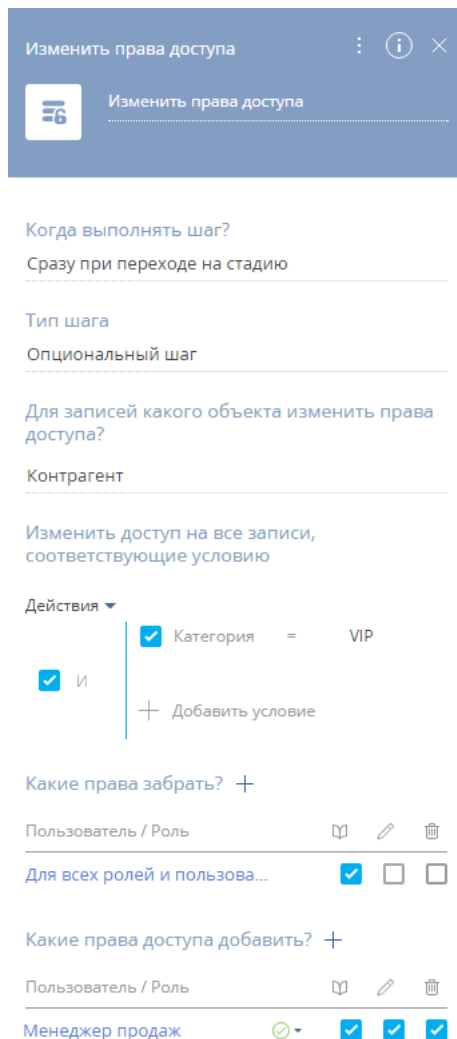 Изменить права доступа
Изменить права доступа
Когда выполнять шаг?
Сразу при переходе на стадию
Тип шага
Опциональный шаг
Для записей какого объекта изменить права
доступа?
Контрагент
Изменить доступ на все записи,
соответствующие условию
Действия
Категория = VIP
И
Добавить условие
Какие права забрать? +
Пользователь / Роль
Для всех ролей и пользова...
Какие права доступа добавить? +
Пользователь / Роль
Менеджер продаж